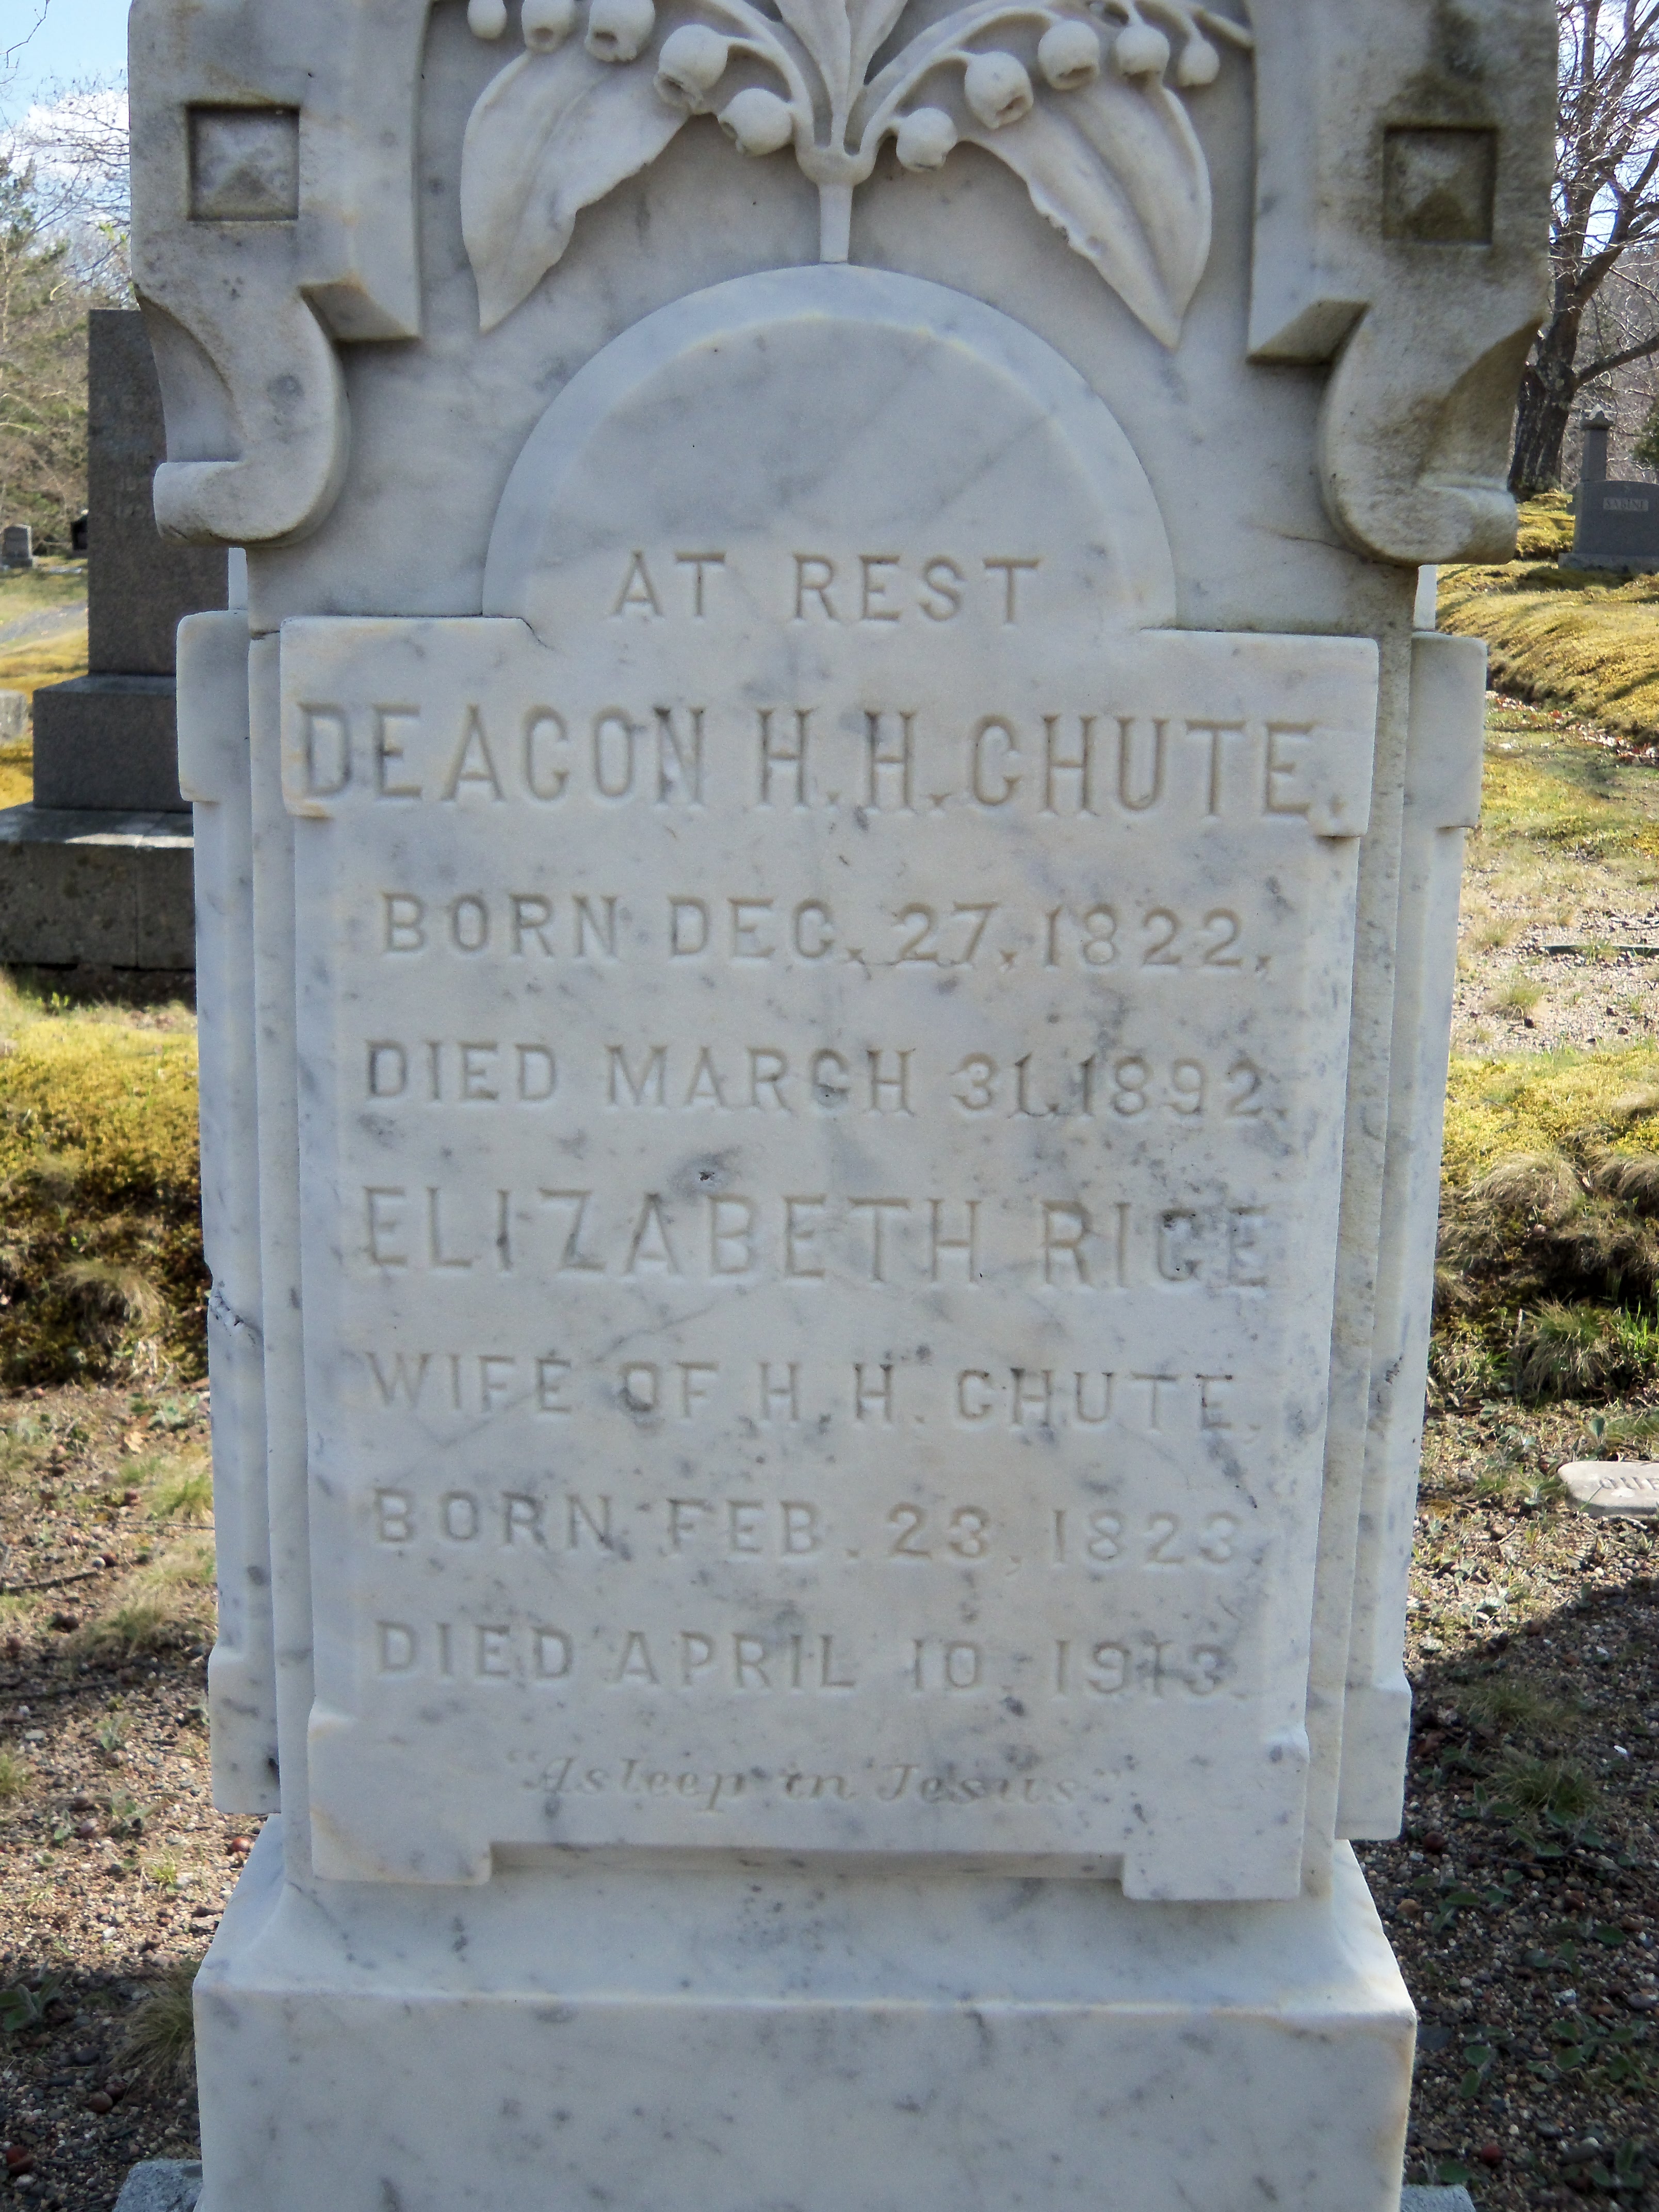 AT REST
DEACON H. H. CHUTE.
BORN DEC. 27, 1822,
DIED MARCH 31, 1892.
ELIZABETH RICE
WIFE OF H. H. CHUTE,
BORN FEB. 23, 1823
DIED APRIL 10, 1913
"Asleep in Jesus"
SABINE